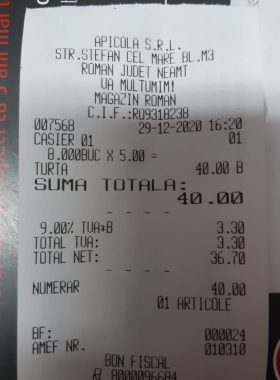 APICOLA S.R.L.
STR.STEFAN CEL MARE BL.M3
ROMAN JUDET NEAMT
VA MULTUMIM!
MAGAZIN ROMAN
C.I.F.:RO9318238
007568 29-12-2020 16:20
CASIER 01 01
8.000BUC X 5.00 =
TURTA 40.00 B
SUMA TOTALA:
40.00
- - - -
9.00% TVA*B 3.30
TOTAL TVA: 3.30
TOTAL NET: 36.70
- - - -
NUMERAR 40.00
01 ARTICOLE
BF: 000024
AMEF NR. 010310
BON FISCAL